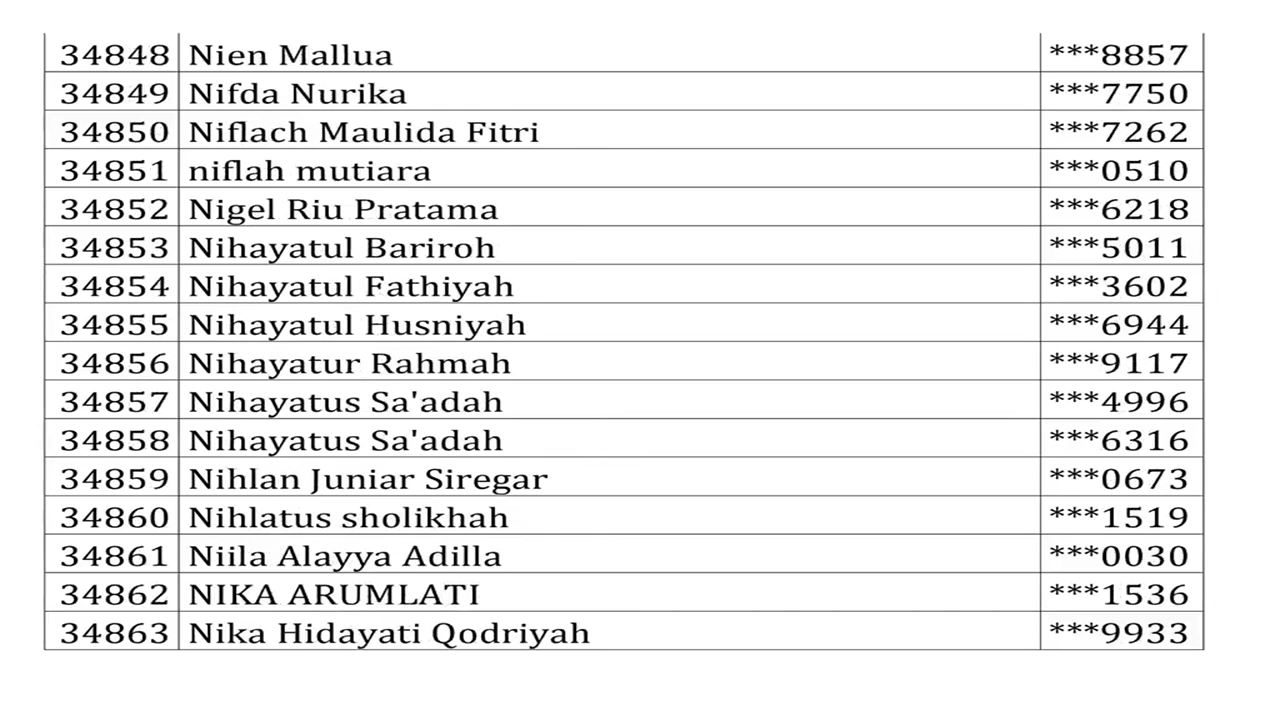 34848 Nien Mallua ***8857
34849 Nifda Nurika ***7750
34850 Niflach Maulida Fitri ***7262
34851 niflah mutiara ***0510
34852 Nigel Riu Pratama ***6218
34853 Nihayatul Bariroh ***5011
34854 Nihayatul Fathiyah ***3602
34855 Nihayatul Husniyah ***6944
34856 Nihayatur Rahmah ***9117
34857 Nihayatus Sa'adah ***4996
34858 Nihayatus Sa'adah ***6316
34859 Nihlan Juniar Siregar ***0673
34860 Nihlatus sholikhah ***1519
34861 Niila Alayya Adilla ***0030
34862 NIKA ARUMLATI ***1536
34863 Nika Hidayati Qodriyah ***9933